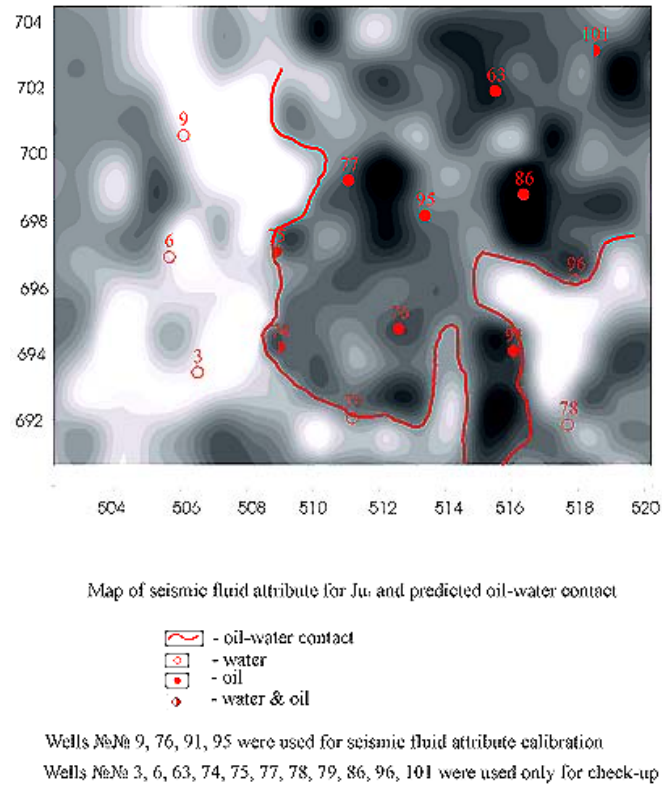 704
101
702
63
9
700
77
86
95
698
6
96
696
694
91
3
79
78
692
504 506 508 510 512 514 516 518 520
Map of seismic fluid attribute for Ju₁ and predicted oil-water contact
- oil-water contact
- water
- oil
- water & oil
Wells №№ 9, 76, 91, 95 were used for seismic fluid attribute calibration
Wells №№ 3, 6, 63, 74, 75, 77, 78, 79, 86, 96, 101 were used only for check-up